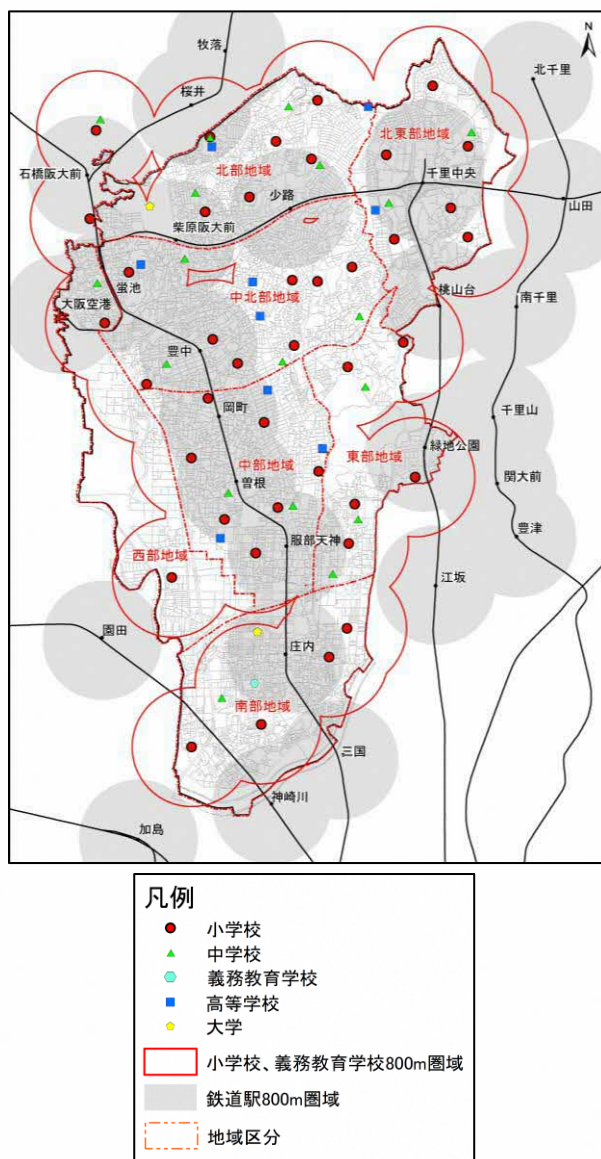 N
牧落
北千里
桜井
北東部地域
石橋阪大前
北部地域
千里中央
少路
山田
柴原阪大前
蛍池
中北部地域
大阪空港
桃山台
南千里
豊中
岡町
千里山
緑地公園
中部地域
東部地域
曽根
関大前
豊津
服部天神
西部地域
江坂
園田
庄内
南部地域
三国
神崎川
加島
凡例
小学校
中学校
義務教育学校
高等学校
大学
小学校、義務教育学校800m圏域
鉄道駅800m圏域
地域区分